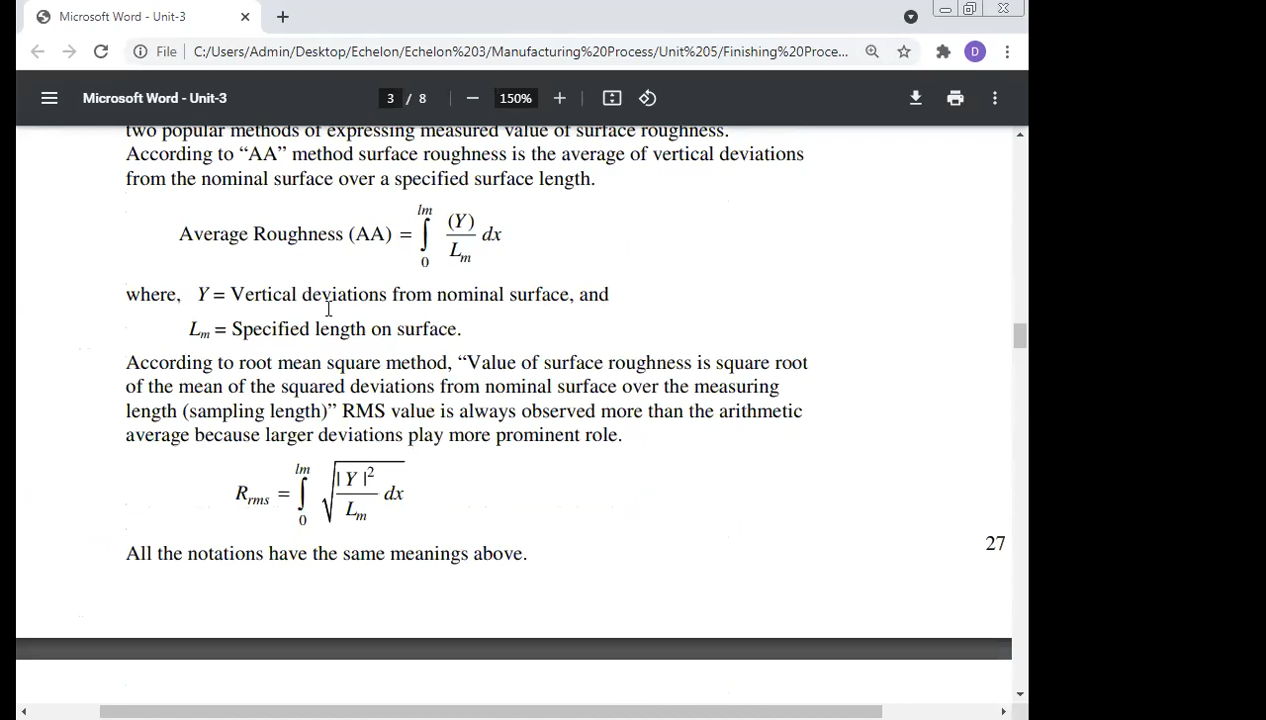 Microsoft Word - Unit-3
File C:/Users/Admin/Desktop/Echelon/Echelon%203/Manufacturing%20Process/Unit%205/Finishing%20Proce... D
Microsoft Word - Unit-3 3 / 8 — 150% +
two popular methods of expressing measured value of surface roughness.
According to “AA” method surface roughness is the average of vertical deviations
from the nominal surface over a specified surface length.
Average Roughness (AA) = ∫₀^lm (Y)/Lₘ dx
where, Y = Vertical deviations from nominal surface, and
Lₘ = Specified length on surface.
According to root mean square method, “Value of surface roughness is square root
of the mean of the squared deviations from nominal surface over the measuring
length (sampling length)” RMS value is always observed more than the arithmetic
average because larger deviations play more prominent role.
R_rms = ∫₀^lm √(|Y|²/Lₘ dx)
All the notations have the same meanings above.
27